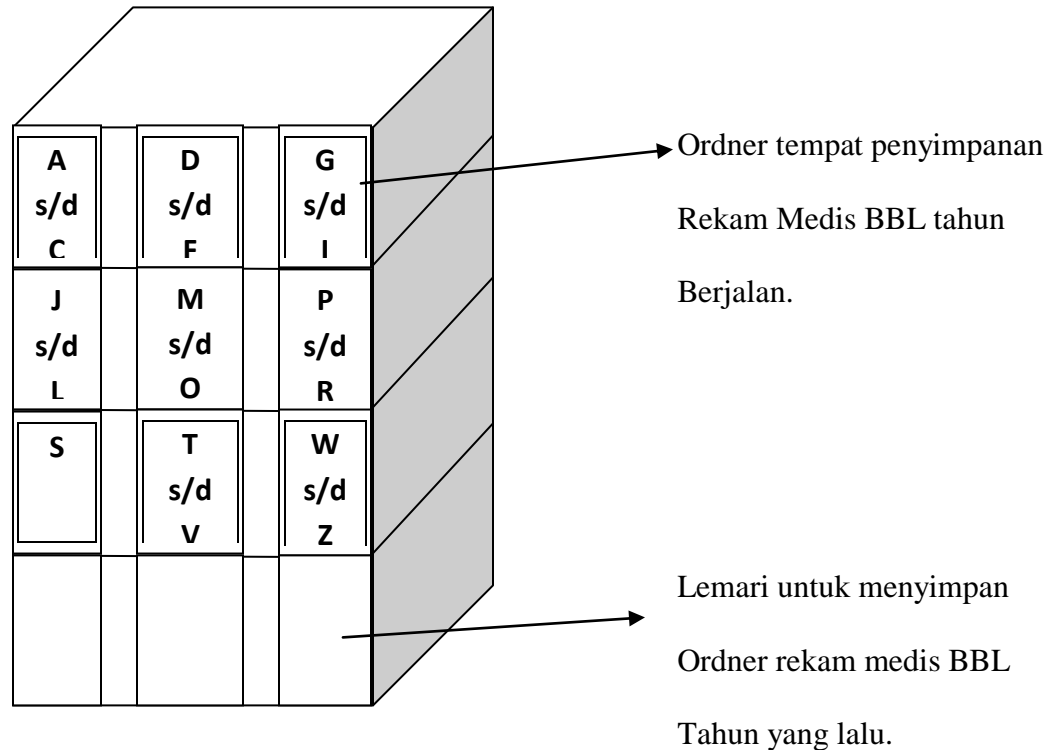 A
s/d
C
D
s/d
F
G
s/d
I
J
s/d
L
M
s/d
O
P
s/d
R
S
T
s/d
V
W
s/d
Z
Ordner tempat penyimpanan
Rekam Medis BBL tahun
Berjalan.
Lemari untuk menyimpan
Ordner rekam medis BBL
Tahun yang lalu.